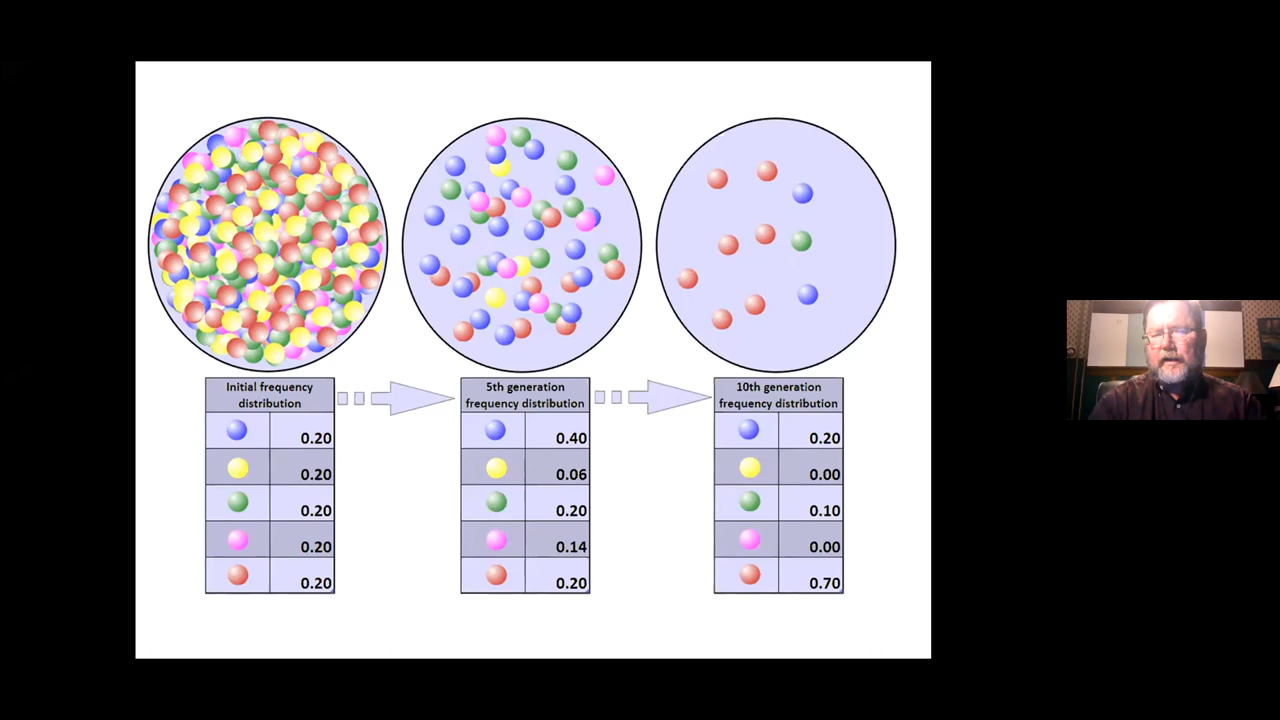 Initial frequency
distribution
0.20
0.20
0.20
0.20
0.20
5th generation
frequency distribution
0.40
0.06
0.20
0.14
0.20
10th generation
frequency distribution
0.20
0.00
0.10
0.00
0.70